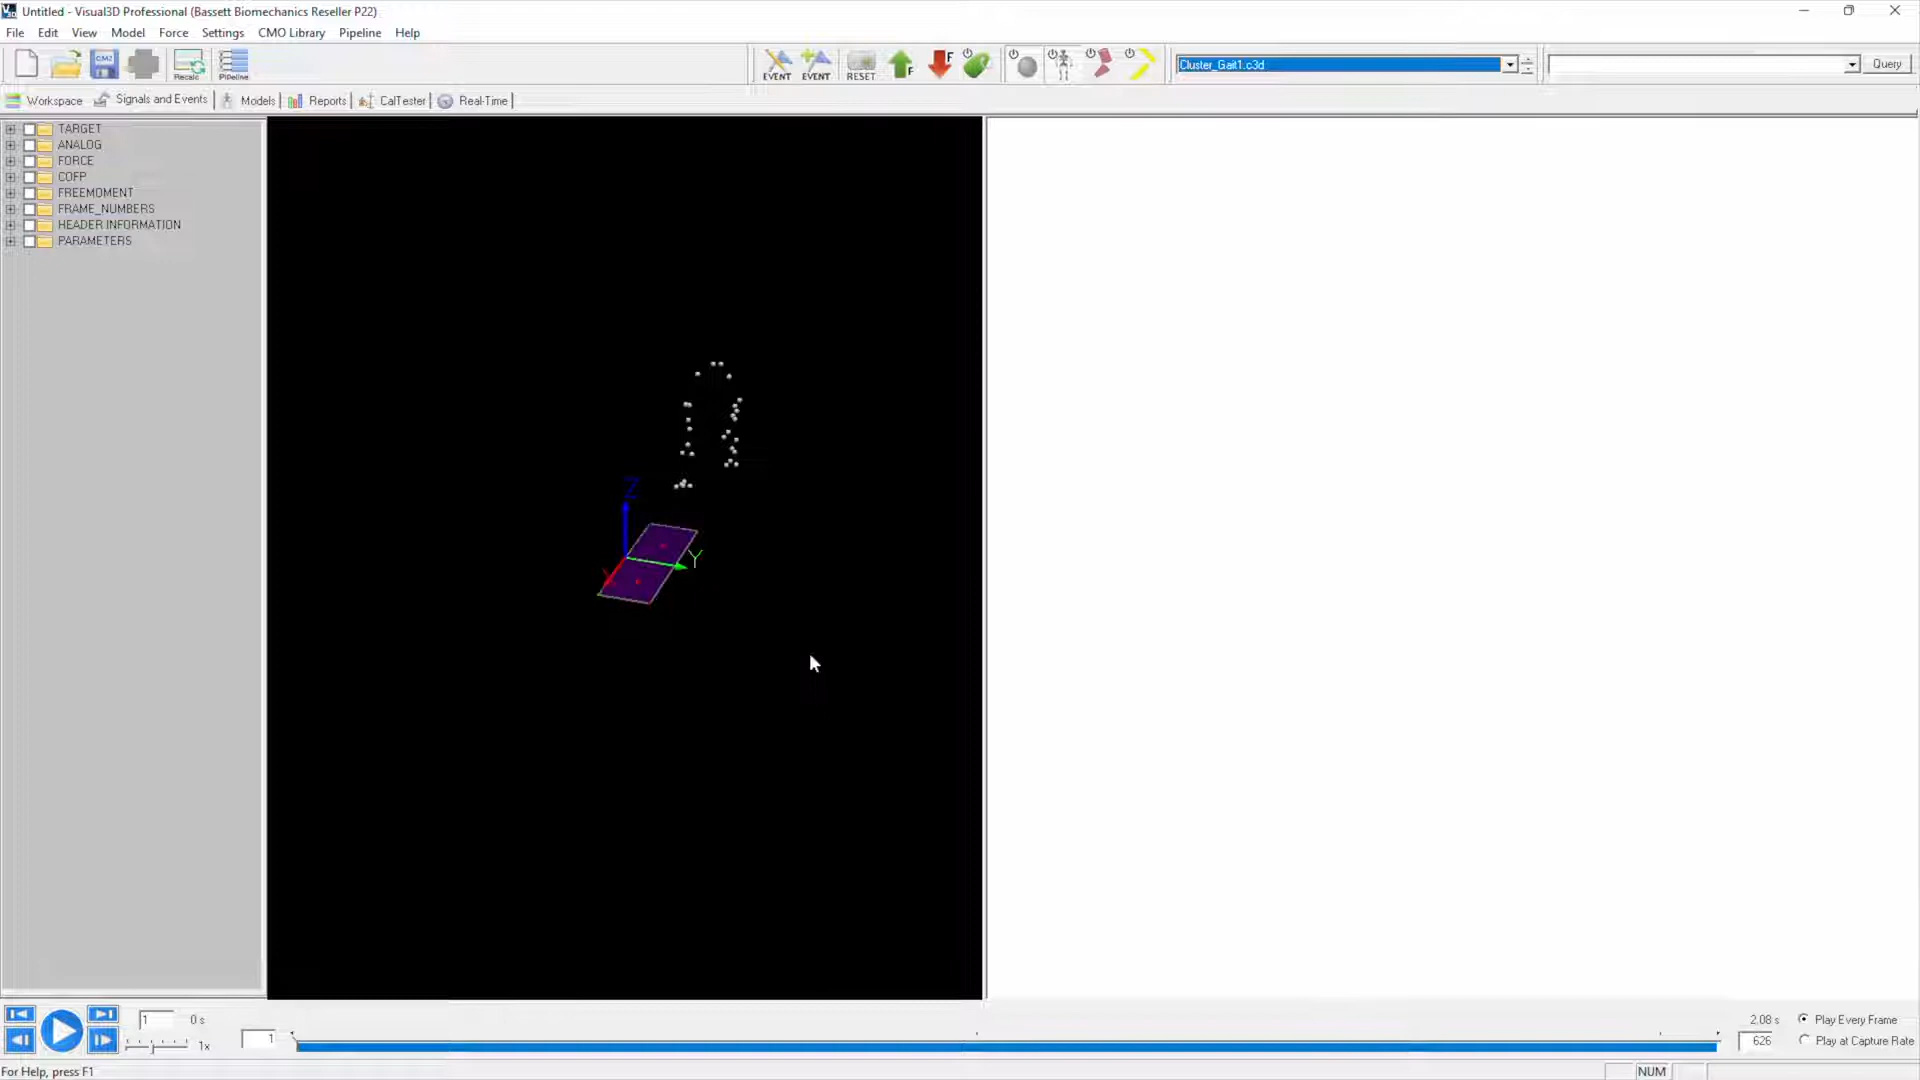 Untitled - Visual3D Professional (Bassett Biomechanics Reseller P22)
File Edit View Model Force Settings CMO Library Pipeline Help
CMZ Recalc Pipeline EVENT EVENT RESET F F Cluster_Gait1.c3d Query
Workspace Signals and Events Models Reports CalTester Real-Time
TARGET
ANALOG
FORCE
COFP
FREEMOMENT
FRAME_NUMBERS
HEADER INFORMATION
PARAMETERS
Z
Y
X
1 0 s 2.08 s Play Every Frame
1x 1 626 Play at Capture Rate
For Help, press F1 NUM